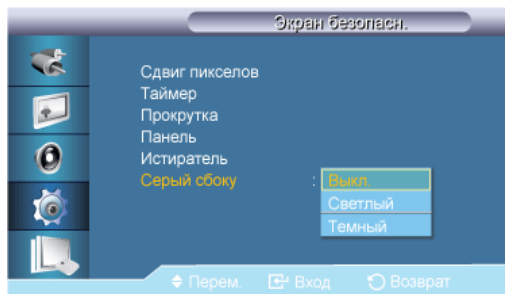 Экран безопасн.
Сдвиг пикселов
Таймер
Прокрутка
Панель
Истиратель
Серый сбоку : Выкл.
Светлый
Темный
Перем. Вход Возврат